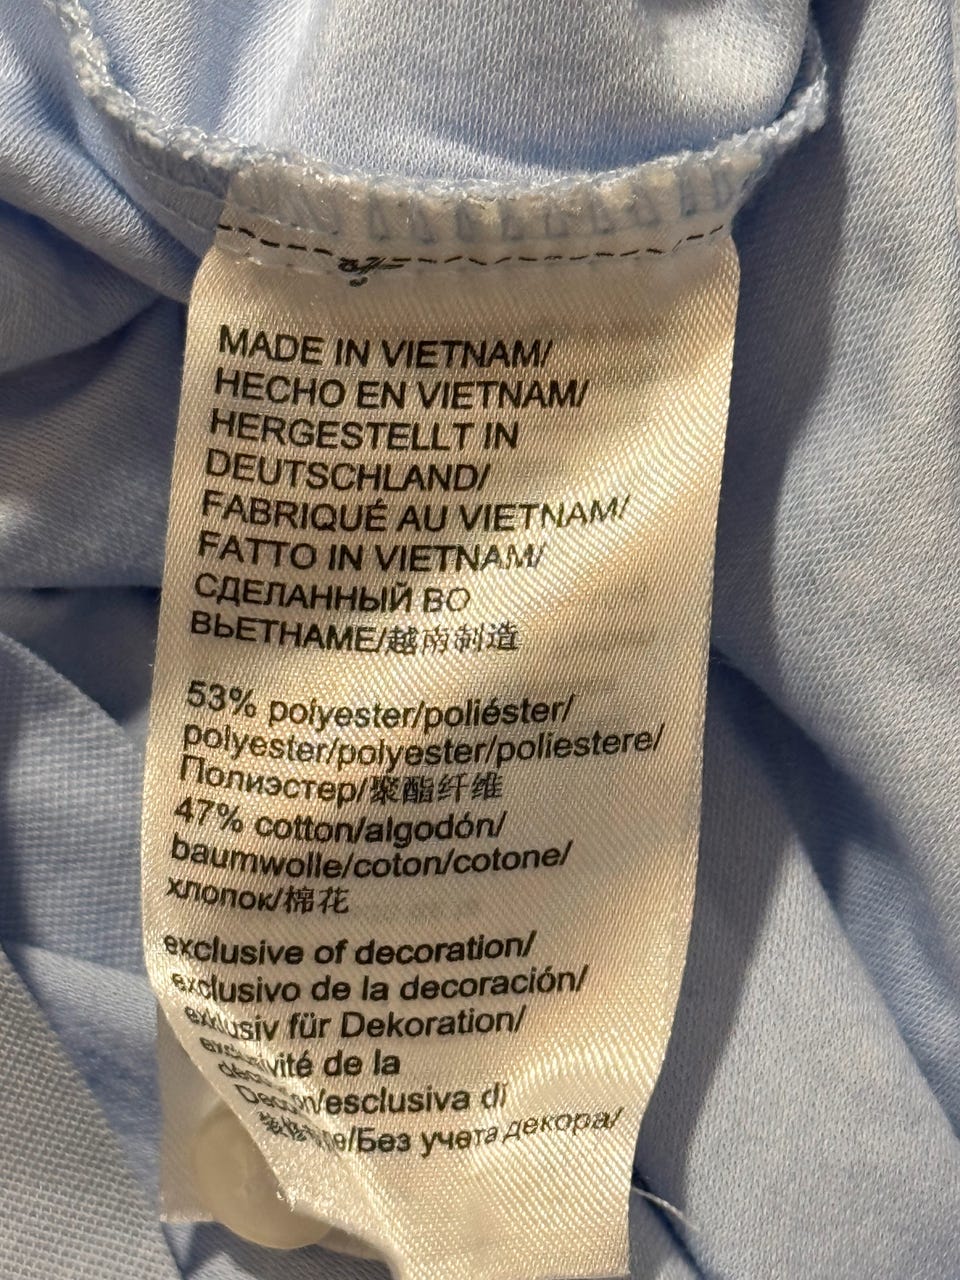 MADE IN VIETNAM/
HECHO EN VIETNAM/
HERGESTELLT IN
DEUTSCHLAND/
FABRIQUÉ AU VIETNAM/
FATTO IN VIETNAM/
СДЕЛАННЫЙ ВО
ВЬЕТНАМЕ/越南制造
53% polyester/poliéster/
polyester/polyester/poliestere/
Полиэстер/聚酯纤维
47% cotton/algodón/
baumwolle/coton/cotone/
хлопок/棉花
exclusive of decoration/
exclusivo de la decoración/
exklusiv für Dekoration/
de la
esclusiva di
Без учета декора/